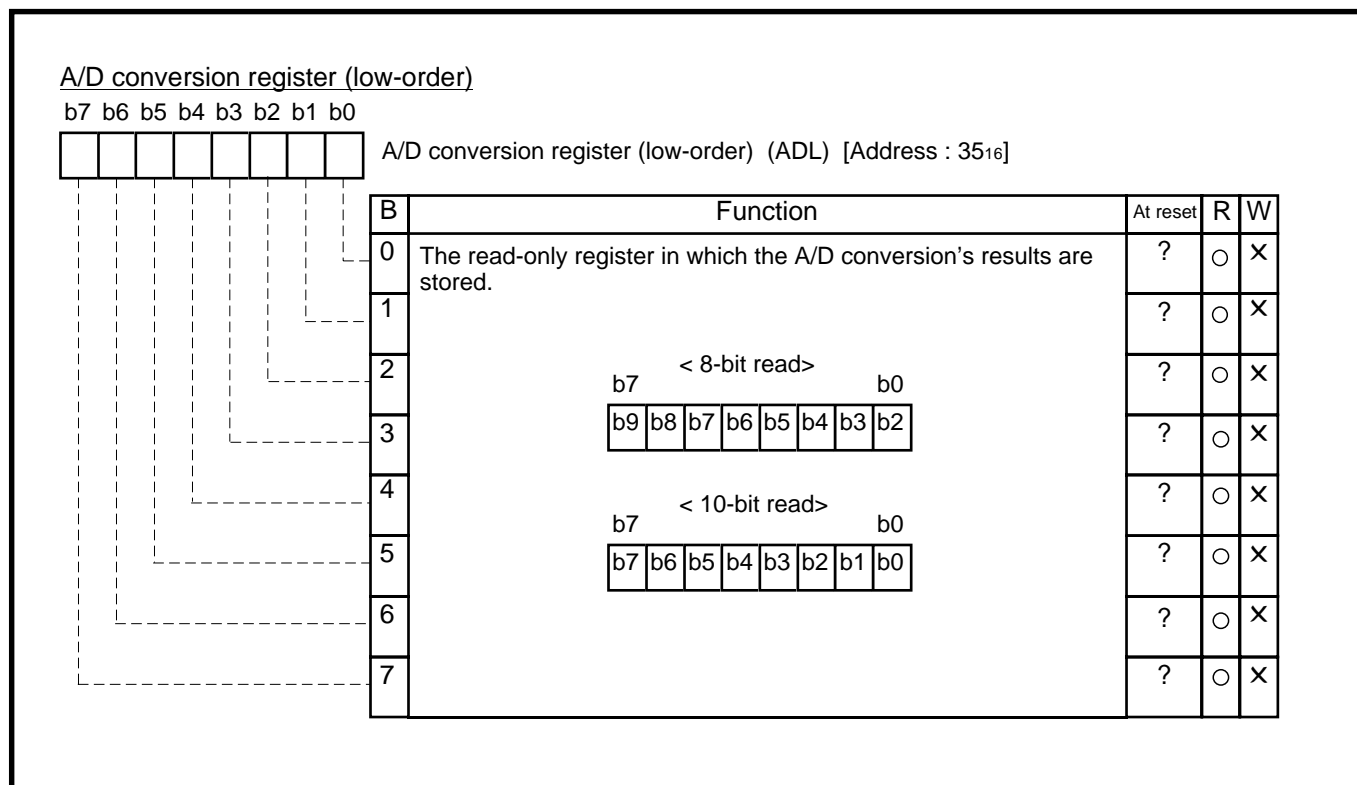 A/D conversion register (low-order)
b7 b6 b5 b4 b3 b2 b1 b0
A/D conversion register (low-order) (ADL) [Address : 35₁₆]
B Function At reset R W
0 The read-only register in which the A/D conversion’s results are ? ○ ×
stored.
1 ? ○ ×
< 8-bit read>
2 ? ○ ×
b7 b0
b9 b8 b7 b6 b5 b4 b3 b2
3 ? ○ ×
4 ? ○ ×
< 10-bit read>
b7 b0
5 ? ○ ×
b7 b6 b5 b4 b3 b2 b1 b0
6 ? ○ ×
7 ? ○ ×